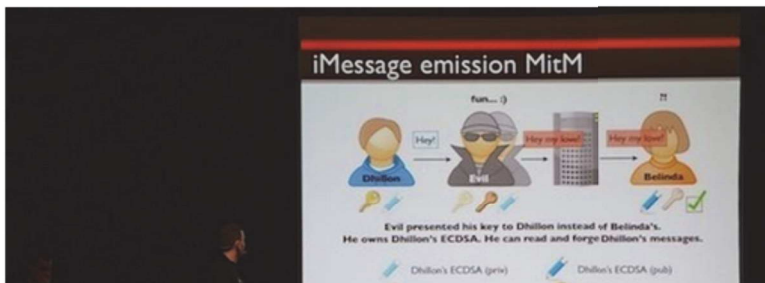 iMessage emission MitM
fun... :)
?!
Hey!
Hey my love!
Hey my love!
Dhillon
Evil
Belinda
Evil presented his key to Dhillon instead of Belinda's.
He owns Dhillon's ECDSA. He can read and forge Dhillon's messages.
Dhillon's ECDSA (priv)
Dhillon's ECDSA (pub)